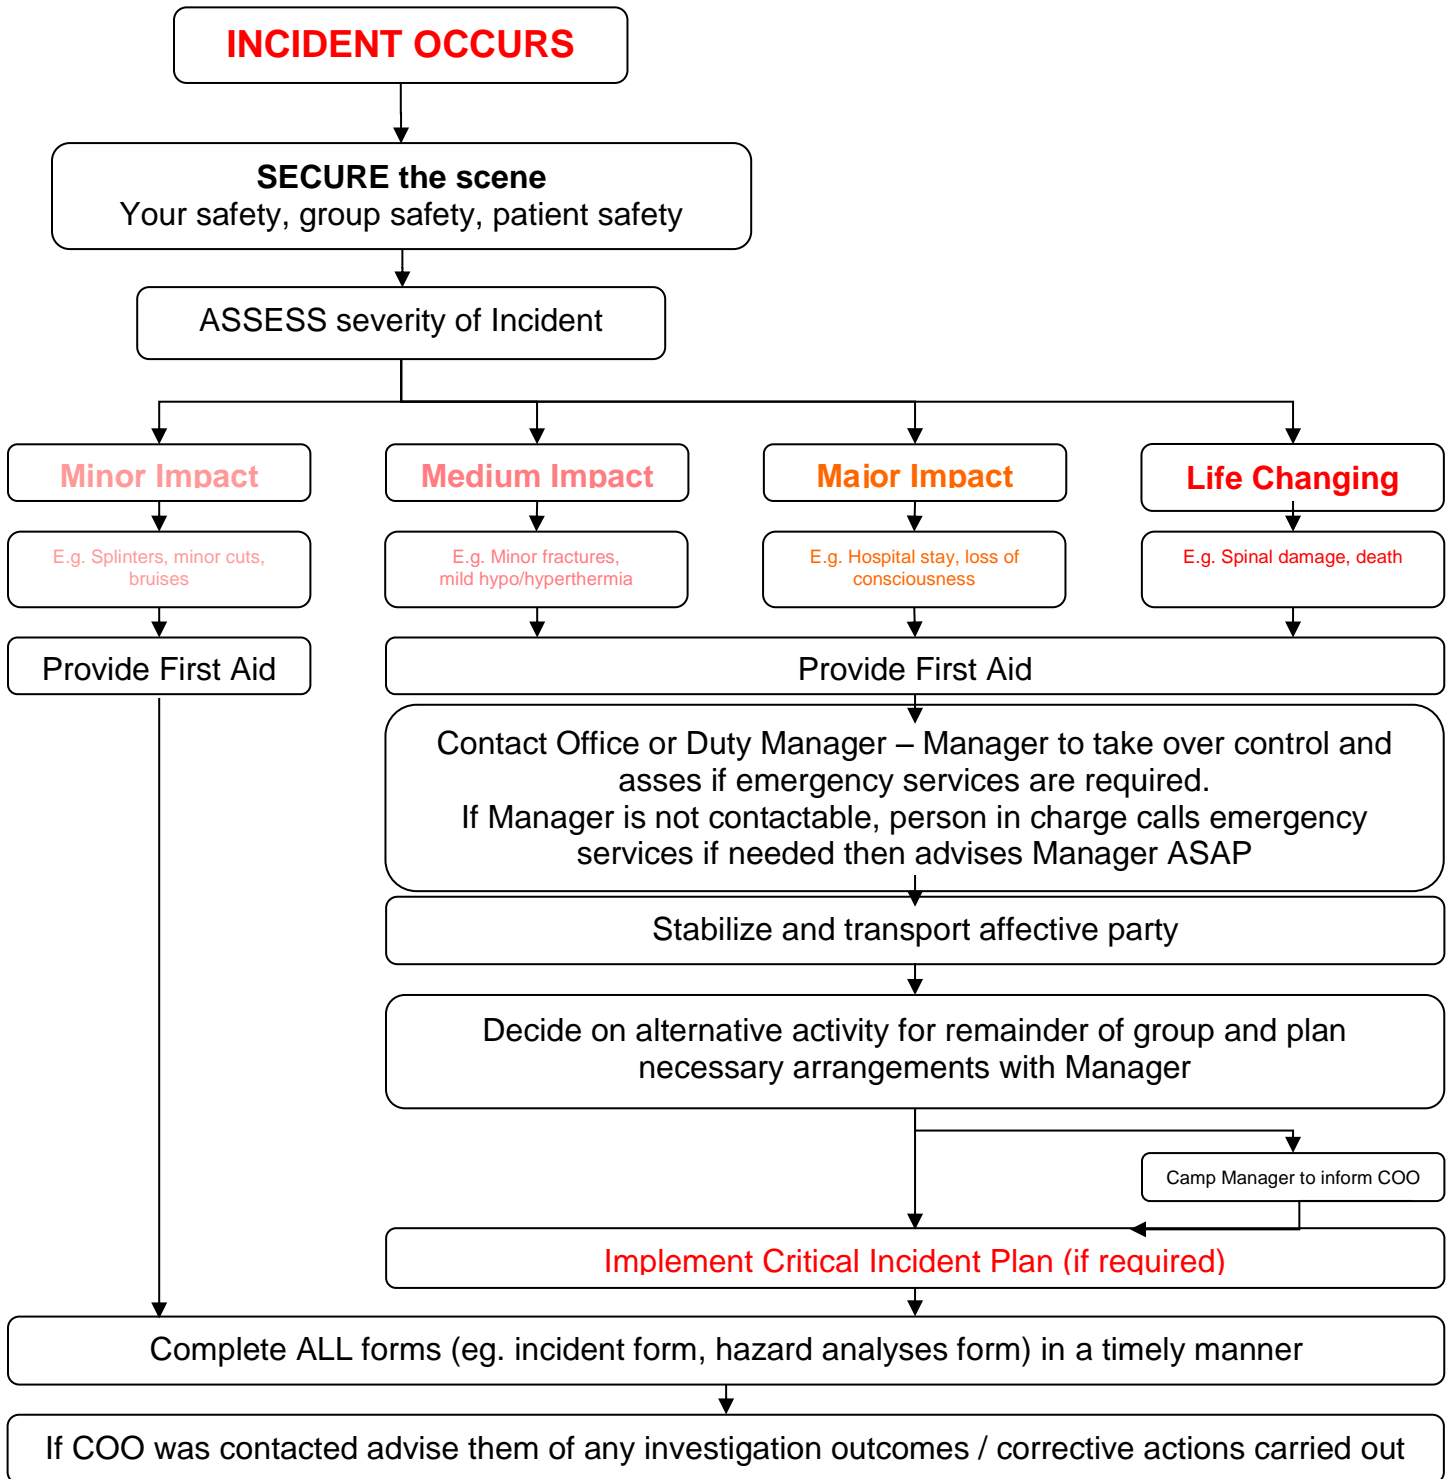 INCIDENT OCCURS
SECURE the scene
Your safety, group safety, patient safety
ASSESS severity of Incident
Minor Impact
Medium Impact
Major Impact
Life Changing
E.g. Splinters, minor cuts,
bruises
E.g. Minor fractures,
mild hypo/hyperthermia
E.g. Hospital stay, loss of
consciousness
E.g. Spinal damage, death
Provide First Aid
Provide First Aid
Contact Office or Duty Manager – Manager to take over control and
asses if emergency services are required.
If Manager is not contactable, person in charge calls emergency
services if needed then advises Manager ASAP
Stabilize and transport affective party
Decide on alternative activity for remainder of group and plan
necessary arrangements with Manager
Camp Manager to inform COO
Implement Critical Incident Plan (if required)
Complete ALL forms (eg. incident form, hazard analyses form) in a timely manner
If COO was contacted advise them of any investigation outcomes / corrective actions carried out